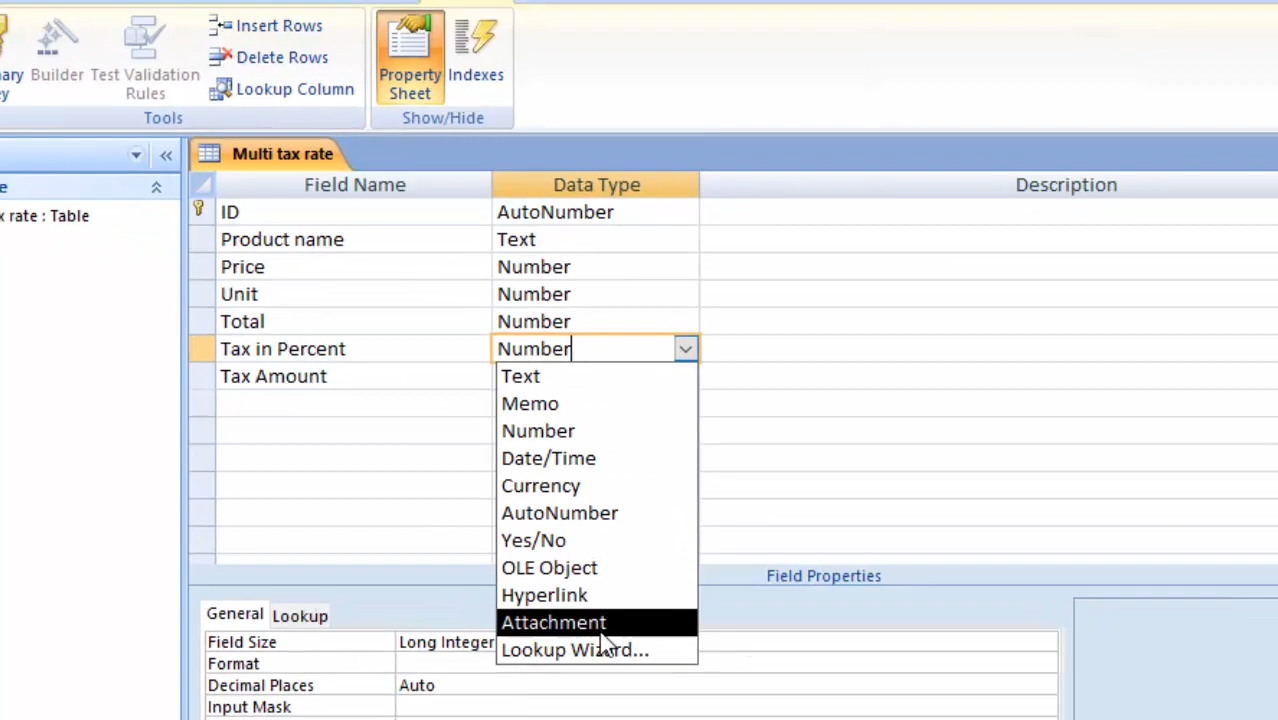 Insert Rows
Delete Rows
Lookup Column
Builder
Test Validation
Rules
Property
Sheet
Indexes
Tools
Show/Hide
Multi tax rate
Field Name Data Type Description
rate : Table
ID AutoNumber
Product name Text
Price Number
Unit Number
Total Number
Tax in Percent Number
Tax Amount
Text
Memo
Number
Date/Time
Currency
AutoNumber
Yes/No
OLE Object
Hyperlink
Attachment
Lookup Wizard...
Field Properties
General Lookup
Field Size Long Integer
Format
Decimal Places Auto
Input Mask